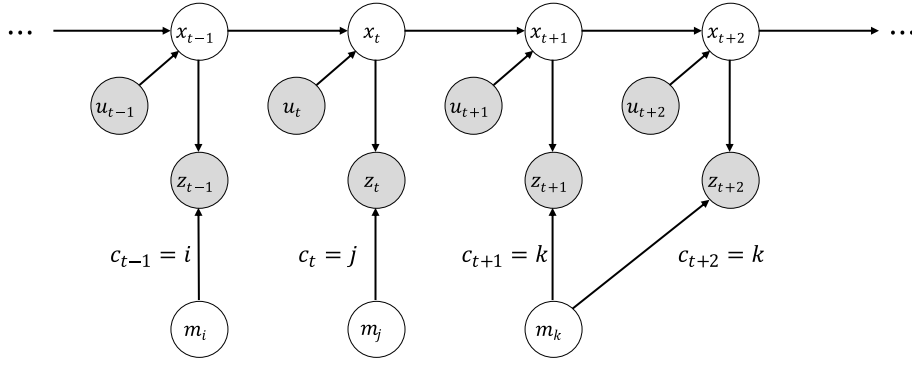 ... x_{t−1} x_t x_{t+1} x_{t+2} ...
u_{t−1} u_t u_{t+1} u_{t+2}
z_{t−1} z_t z_{t+1} z_{t+2}
c_{t−1} = i c_t = j c_{t+1} = k c_{t+2} = k
m_i m_j m_k